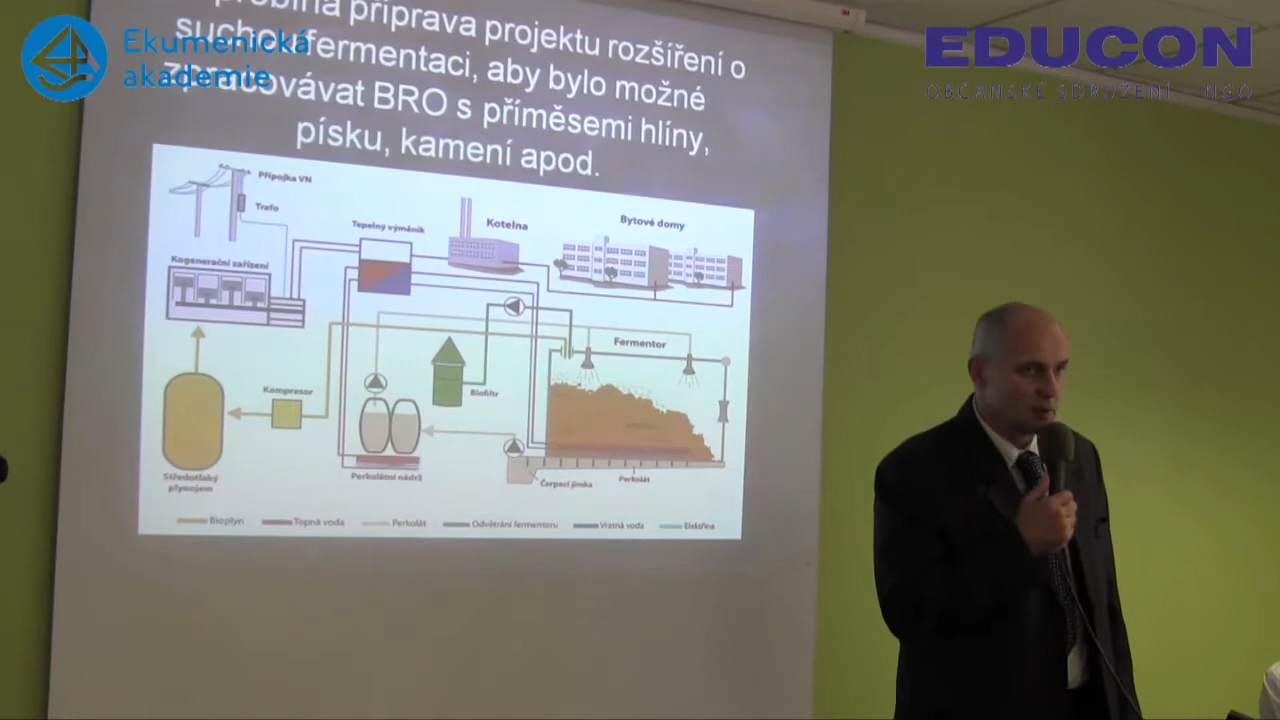 Ekumenická
akademie
EDUCON
OBČANSKÉ SDRUŽENÍ - NGO
probíhá příprava projektu rozšíření o
suchou fermentaci, aby bylo možné
zpracovávat BRO s příměsemi hlíny,
písku, kamení apod.
Přípojka VN
Trafo
Kogenerační zařízení
Tepelný výměník
Kotelna
Bytové domy
Fermentor
Kompresor
Biofiltr
Středotlaký
plynojem
Perkolátní nádrž
Čerpací jímka
Perkolát
Bioplyn
Topná voda
Perkolát
Odvětrání fermentoru
Vratná voda
Elektřina